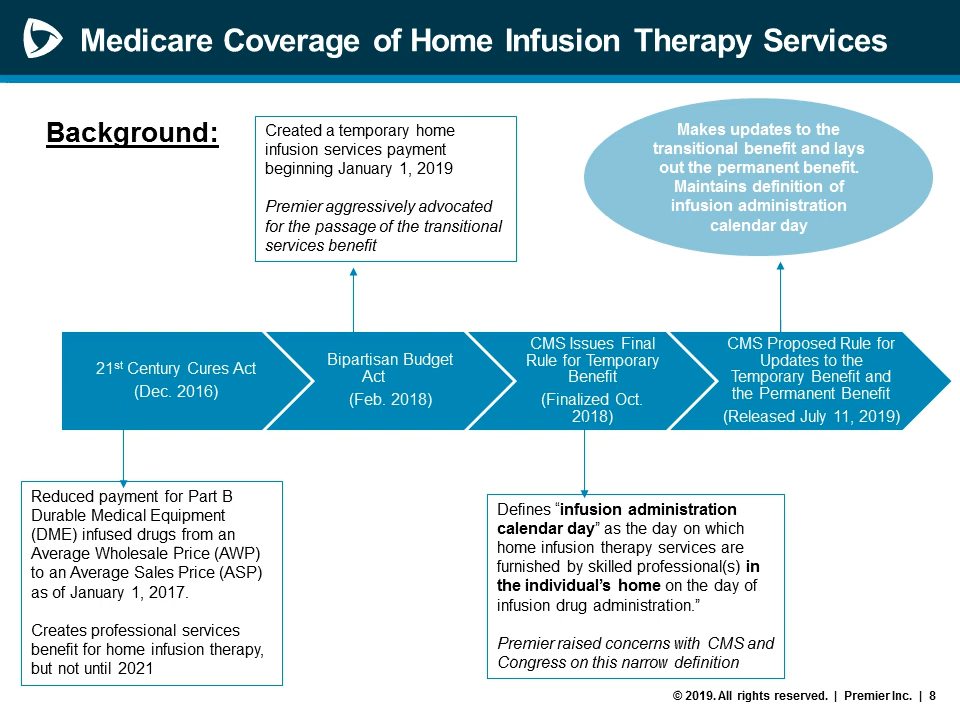 Medicare Coverage of Home Infusion Therapy Services
Background:
Created a temporary home
infusion services payment
beginning January 1, 2019
Premier aggressively advocated
for the passage of the transitional
services benefit
Makes updates to the
transitional benefit and lays
out the permanent benefit.
Maintains definition of
infusion administration
calendar day
21st Century Cures Act
(Dec. 2016)
Bipartisan Budget
Act
(Feb. 2018)
CMS Issues Final
Rule for Temporary
Benefit
(Finalized Oct.
2018)
CMS Proposed Rule for
Updates to the
Temporary Benefit and
the Permanent Benefit
(Released July 11, 2019)
Reduced payment for Part B
Durable Medical Equipment
(DME) infused drugs from an
Average Wholesale Price (AWP)
to an Average Sales Price (ASP)
as of January 1, 2017.
Creates professional services
benefit for home infusion therapy,
but not until 2021
Defines “infusion administration
calendar day” as the day on which
home infusion therapy services are
furnished by skilled professional(s) in
the individual’s home on the day of
infusion drug administration.”
Premier raised concerns with CMS and
Congress on this narrow definition
© 2019. All rights reserved. | Premier Inc. | 8